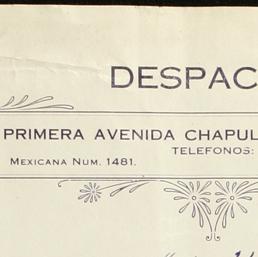 DESPAC
PRIMERA AVENIDA CHAPUL
TELEFONOS:
MEXICANA NUM. 1481.